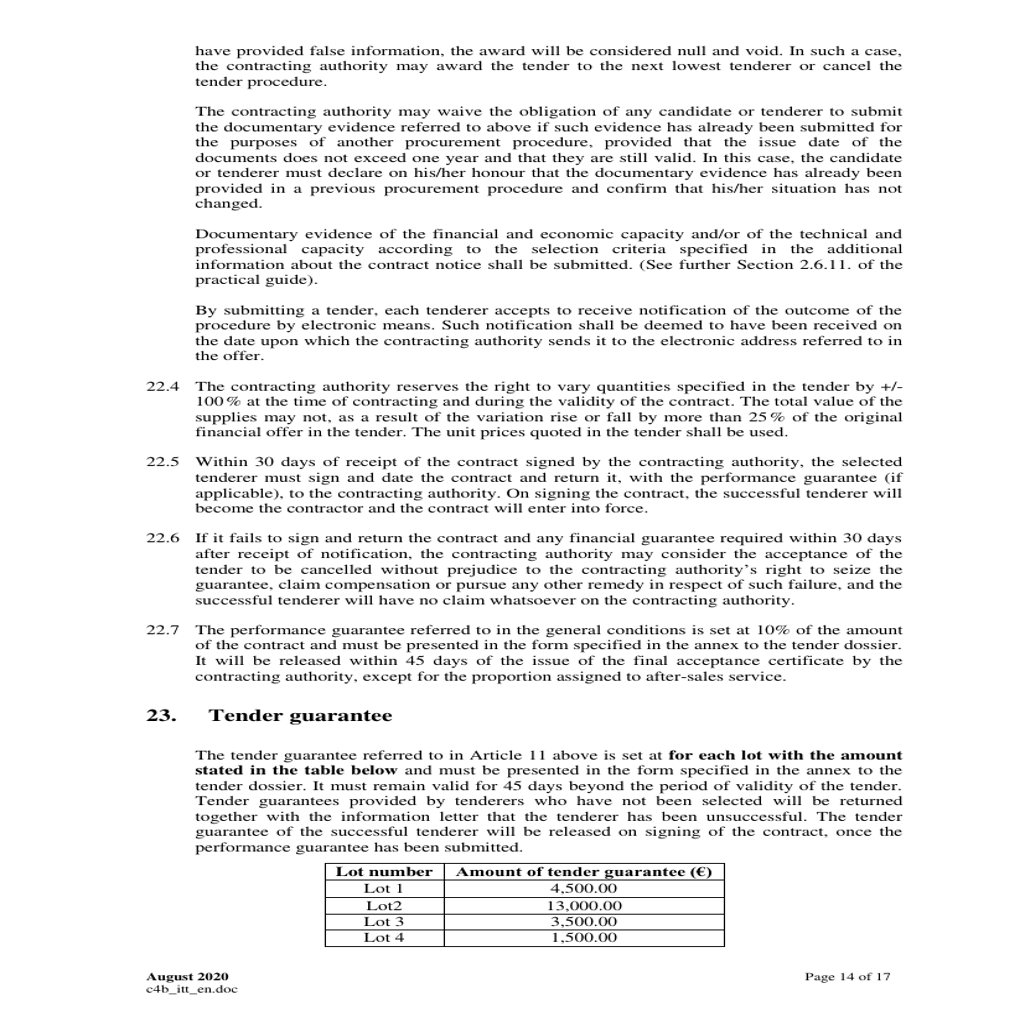 have provided false information, the award will be considered null and void. In such a case,
the contracting authority may award the tender to the next lowest tenderer or cancel the
tender procedure.
The contracting authority may waive the obligation of any candidate or tenderer to submit
the documentary evidence referred to above if such evidence has already been submitted for
the purposes of another procurement procedure, provided that the issue date of the
documents does not exceed one year and that they are still valid. In this case, the candidate
or tenderer must declare on his/her honour that the documentary evidence has already been
provided in a previous procurement procedure and confirm that his/her situation has not
changed.
Documentary evidence of the financial and economic capacity and/or of the technical and
professional capacity according to the selection criteria specified in the additional
information about the contract notice shall be submitted. (See further Section 2.6.11. of the
practical guide).
By submitting a tender, each tenderer accepts to receive notification of the outcome of the
procedure by electronic means. Such notification shall be deemed to have been received on
the date upon which the contracting authority sends it to the electronic address referred to in
the offer.
22.4 The contracting authority reserves the right to vary quantities specified in the tender by +/-
100 % at the time of contracting and during the validity of the contract. The total value of the
supplies may not, as a result of the variation rise or fall by more than 25 % of the original
financial offer in the tender. The unit prices quoted in the tender shall be used.
22.5 Within 30 days of receipt of the contract signed by the contracting authority, the selected
tenderer must sign and date the contract and return it, with the performance guarantee (if
applicable), to the contracting authority. On signing the contract, the successful tenderer will
become the contractor and the contract will enter into force.
22.6 If it fails to sign and return the contract and any financial guarantee required within 30 days
after receipt of notification, the contracting authority may consider the acceptance of the
tender to be cancelled without prejudice to the contracting authority's right to seize the
guarantee, claim compensation or pursue any other remedy in respect of such failure, and the
successful tenderer will have no claim whatsoever on the contracting authority.
22.7 The performance guarantee referred to in the general conditions is set at 10% of the amount
of the contract and must be presented in the form specified in the annex to the tender dossier.
It will be released within 45 days of the issue of the final acceptance certificate by the
contracting authority, except for the proportion assigned to after-sales service.
23. Tender guarantee
The tender guarantee referred to in Article 11 above is set at for each lot with the amount
stated in the table below and must be presented in the form specified in the annex to the
tender dossier. It must remain valid for 45 days beyond the period of validity of the tender.
Tender guarantees provided by tenderers who have not been selected will be returned
together with the information letter that the tenderer has been unsuccessful. The tender
guarantee of the successful tenderer will be released on signing of the contract, once the
performance guarantee has been submitted.
Lot number Amount of tender guarantee (€)
Lot 1 4,500.00
Lot2 13,000.00
Lot 3 3,500.00
Lot 4 1,500.00
August 2020 Page 14 of 17
c4b_itt_en.doc